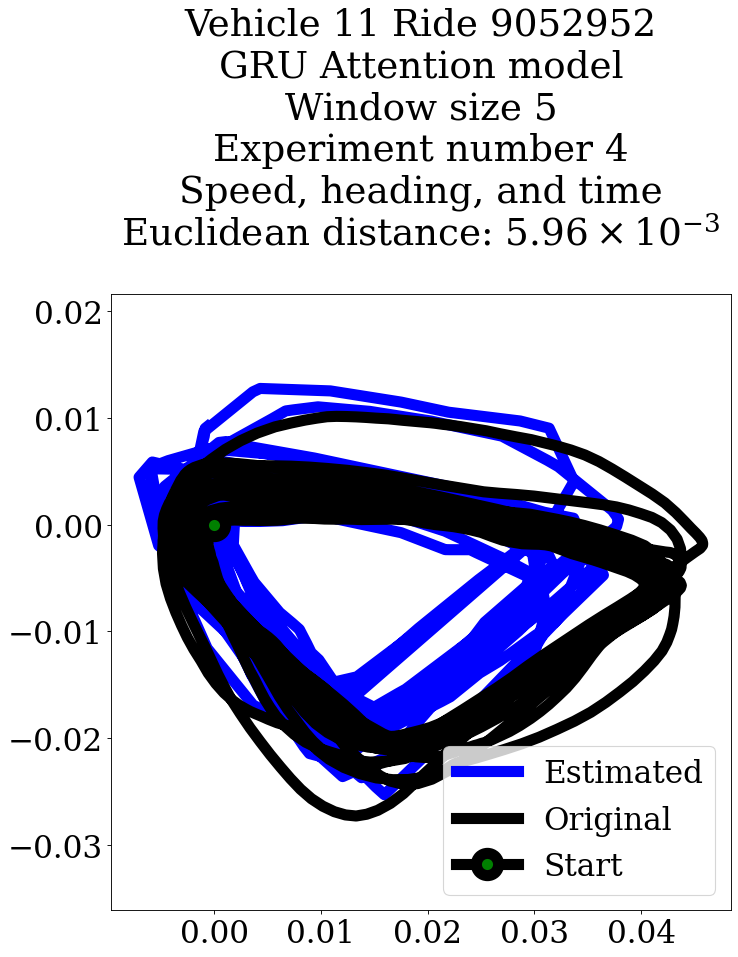 Vehicle 11 Ride 9052952
GRU Attention model
Window size 5
Experiment number 4
Speed, heading, and time
Euclidean distance: 5.96 × 10⁻³
0.02
0.01
0.00
−0.01
−0.02
−0.03
Estimated
Original
Start
0.00 0.01 0.02 0.03 0.04